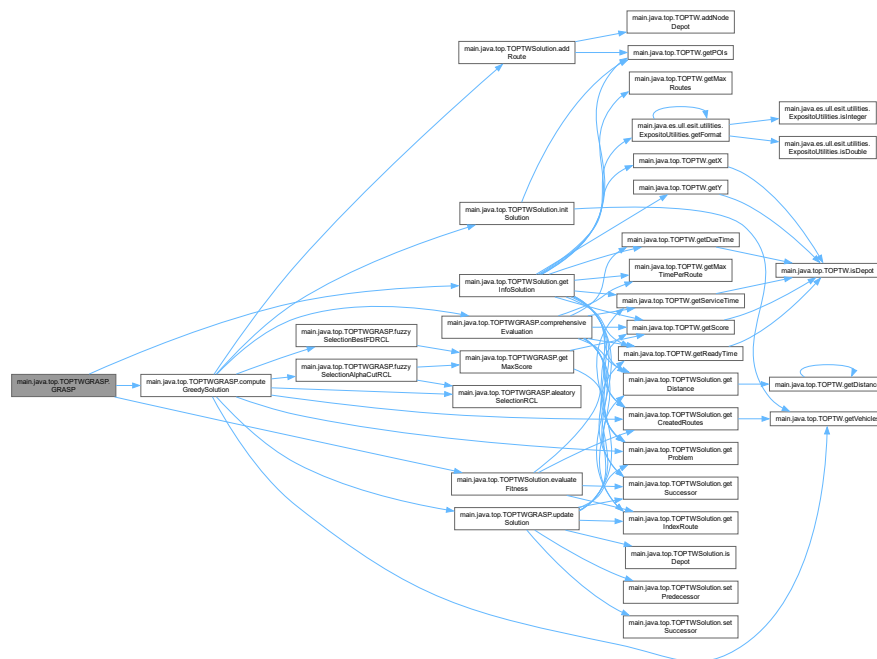 main.java.top.TOPTWGRASP.
GRASP
main.java.top.TOPTWGRASP.compute
GreedySolution
main.java.top.TOPTWSolution.add
Route
main.java.top.TOPTWSolution.init
Solution
main.java.top.TOPTWSolution.get
InfoSolution
main.java.top.TOPTWGRASP.comprehensive
Evaluation
main.java.top.TOPTWGRASP.fuzzy
SelectionBestFDRCL
main.java.top.TOPTWGRASP.fuzzy
SelectionAlphaCutRCL
main.java.top.TOPTWGRASP.get
MaxScore
main.java.top.TOPTWGRASP.aleatory
SelectionRCL
main.java.top.TOPTWSolution.evaluate
Fitness
main.java.top.TOPTWGRASP.update
Solution
main.java.top.TOPTW.addNode
Depot
main.java.top.TOPTW.getPOIs
main.java.top.TOPTW.getMax
Routes
main.java.es.ull.esit.utilities.
ExpositoUtilities.getFormat
main.java.top.TOPTW.getX
main.java.top.TOPTW.getY
main.java.top.TOPTW.getDueTime
main.java.top.TOPTW.getMax
TimePerRoute
main.java.top.TOPTW.getServiceTime
main.java.top.TOPTW.getScore
main.java.top.TOPTW.getReadyTime
main.java.top.TOPTWSolution.get
Distance
main.java.top.TOPTWSolution.get
CreatedRoutes
main.java.top.TOPTWSolution.get
Problem
main.java.top.TOPTWSolution.get
Successor
main.java.top.TOPTWSolution.get
IndexRoute
main.java.top.TOPTWSolution.is
Depot
main.java.top.TOPTWSolution.set
Predecessor
main.java.top.TOPTWSolution.set
Successor
main.java.es.ull.esit.utilities.
ExpositoUtilities.isInteger
main.java.es.ull.esit.utilities.
ExpositoUtilities.isDouble
main.java.top.TOPTW.isDepot
main.java.top.TOPTW.getDistance
main.java.top.TOPTW.getVehicles